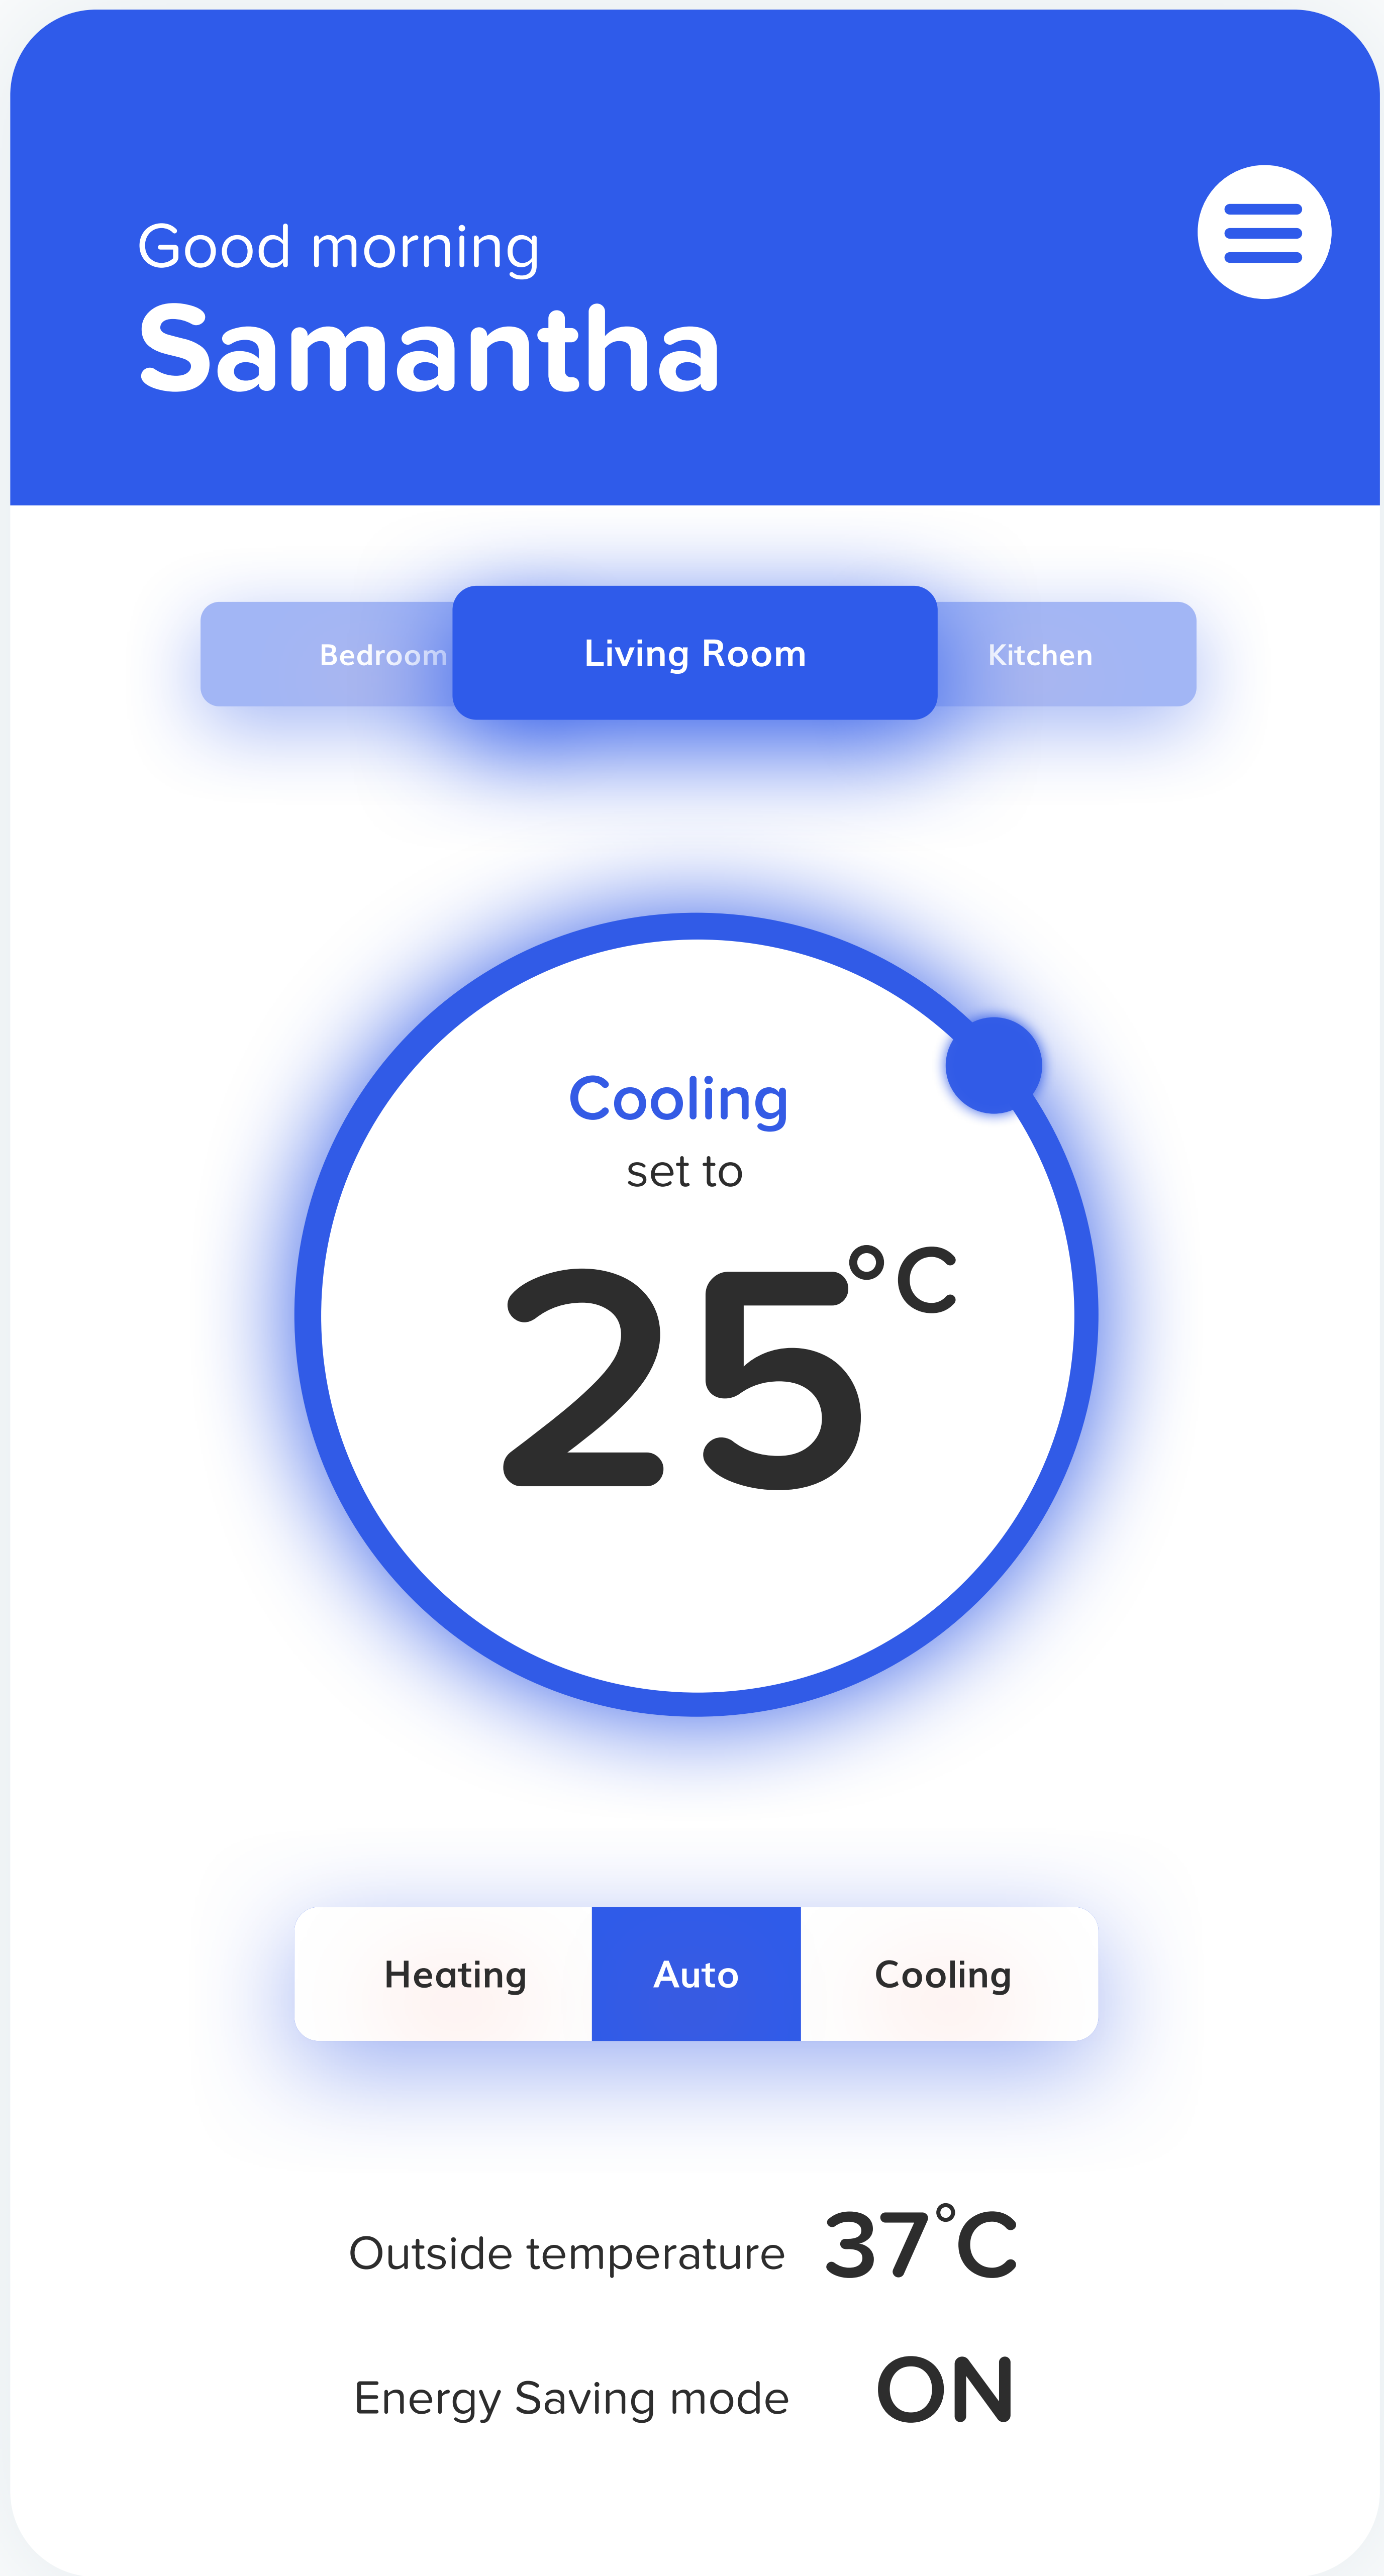 Good morning
Samantha
Bedroom Living Room Kitchen
Cooling
set to
25°C
Heating Auto Cooling
Outside temperature 37°C
Energy Saving mode ON